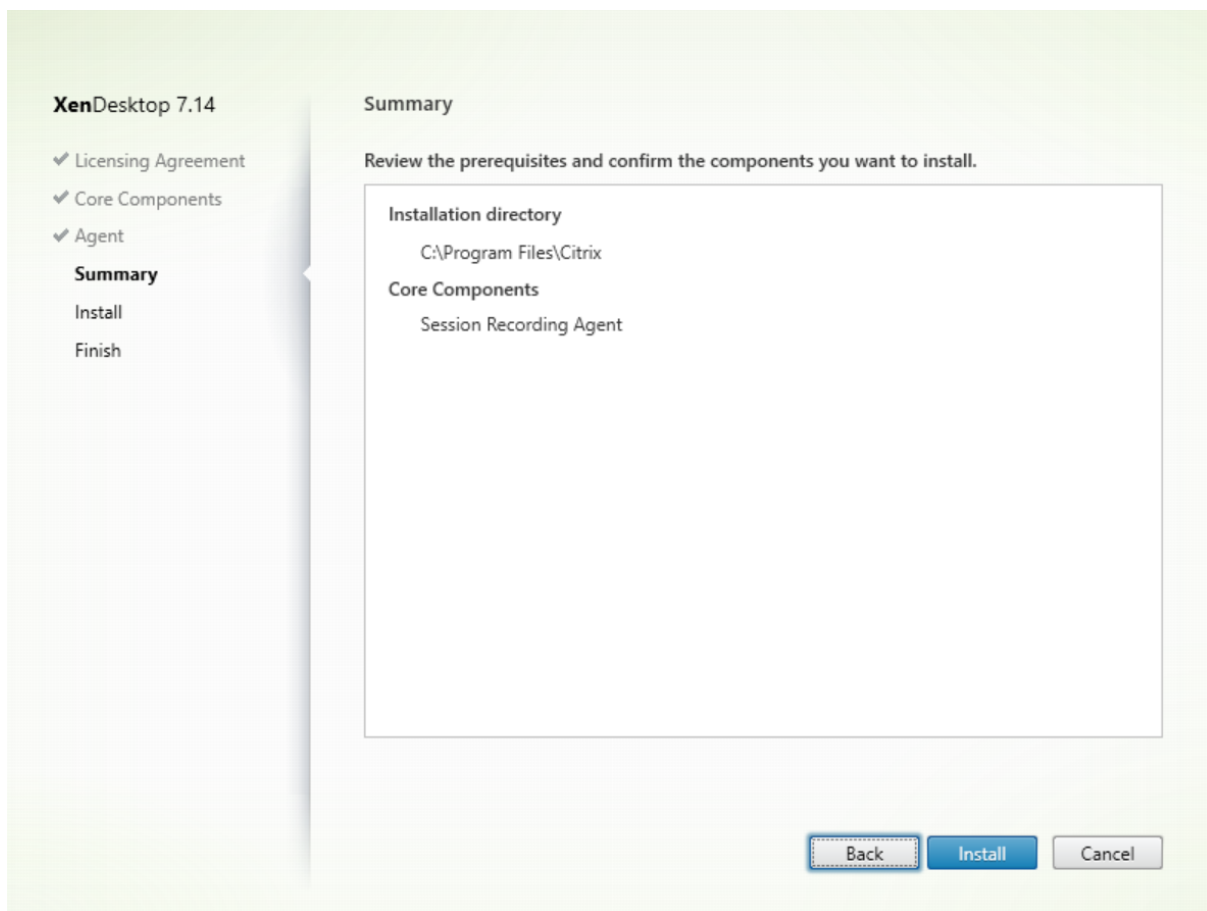 XenDesktop 7.14
Licensing Agreement
Core Components
Agent
Summary
Install
Finish
Summary
Review the prerequisites and confirm the components you want to install.
Installation directory
C:\Program Files\Citrix
Core Components
Session Recording Agent
Back
Install
Cancel